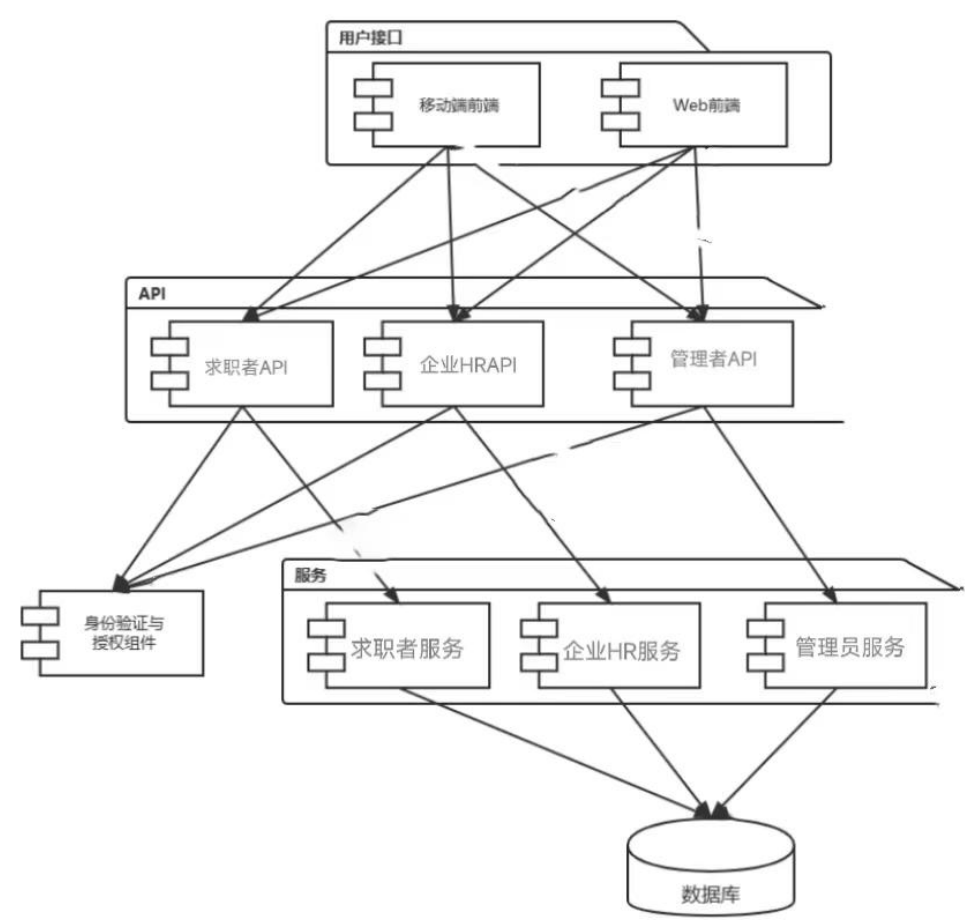 用户接口
移动端前端
Web前端
API
求职者API
企业HRAPI
管理者API
身份验证与
授权组件
服务
求职者服务
企业HR服务
管理员服务
数据库